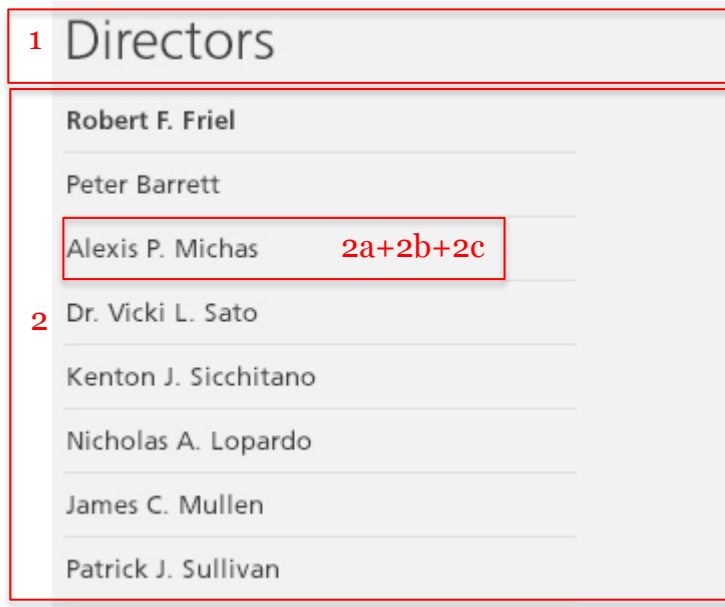 1 Directors
Robert F. Friel
Peter Barrett
Alexis P. Michas 2a+2b+2c
2 Dr. Vicki L. Sato
Kenton J. Sicchitano
Nicholas A. Lopardo
James C. Mullen
Patrick J. Sullivan